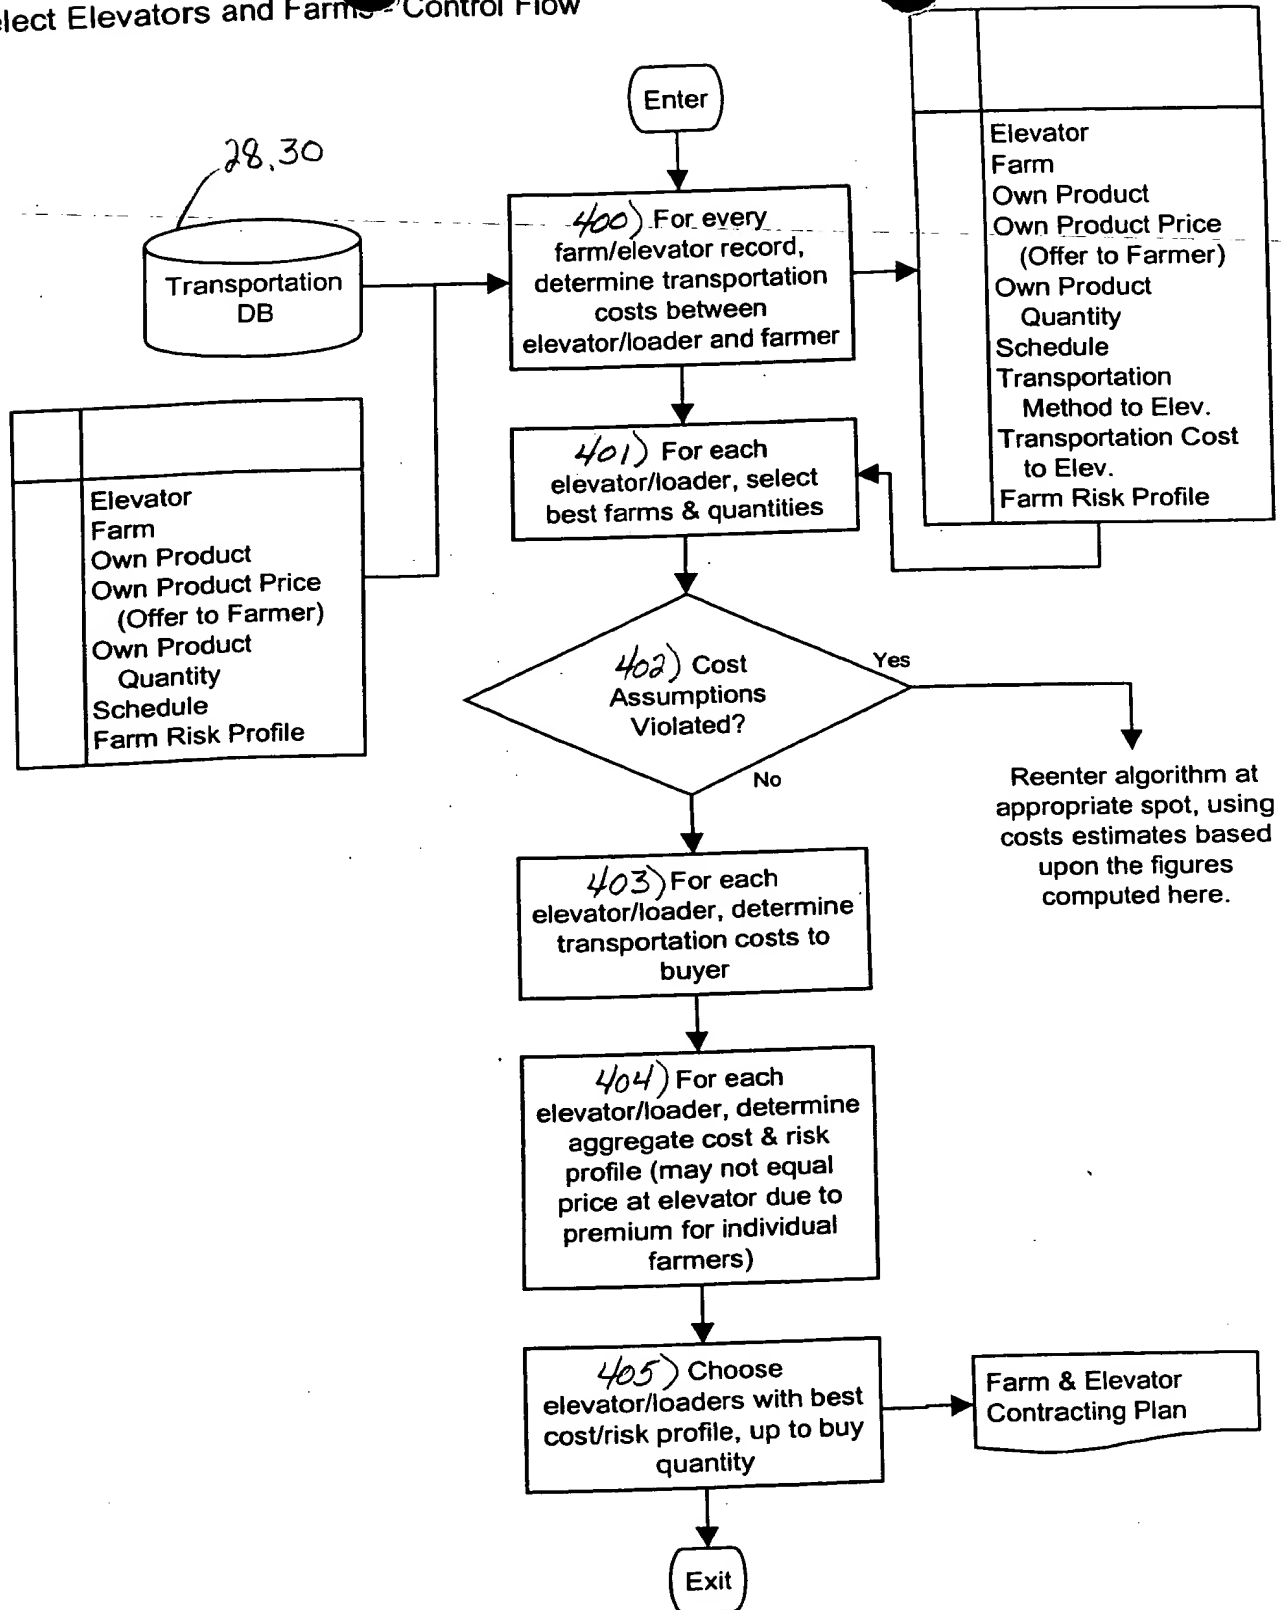 elect Elevators and Farms - Control Flow
Enter
28,30
Transportation
DB
400) For every
farm/elevator record,
determine transportation
costs between
elevator/loader and farmer
Elevator
Farm
Own Product
Own Product Price
(Offer to Farmer)
Own Product
Quantity
Schedule
Transportation
Method to Elev.
Transportation Cost
to Elev.
Farm Risk Profile
Elevator
Farm
Own Product
Own Product Price
(Offer to Farmer)
Own Product
Quantity
Schedule
Farm Risk Profile
401) For each
elevator/loader, select
best farms & quantities
402) Cost
Assumptions
Violated?
Yes
No
Reenter algorithm at
appropriate spot, using
costs estimates based
upon the figures
computed here.
403) For each
elevator/loader, determine
transportation costs to
buyer
404) For each
elevator/loader, determine
aggregate cost & risk
profile (may not equal
price at elevator due to
premium for individual
farmers)
405) Choose
elevator/loaders with best
cost/risk profile, up to buy
quantity
Farm & Elevator
Contracting Plan
Exit